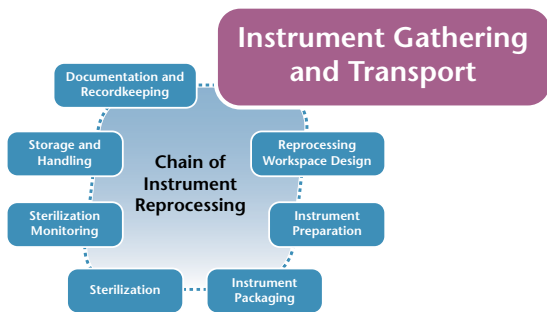 Instrument Gathering
and Transport
Documentation and
Recordkeeping
Storage and
Handling
Chain of
Instrument
Reprocessing
Reprocessing
Workspace Design
Sterilization
Monitoring
Instrument
Preparation
Sterilization
Instrument
Packaging